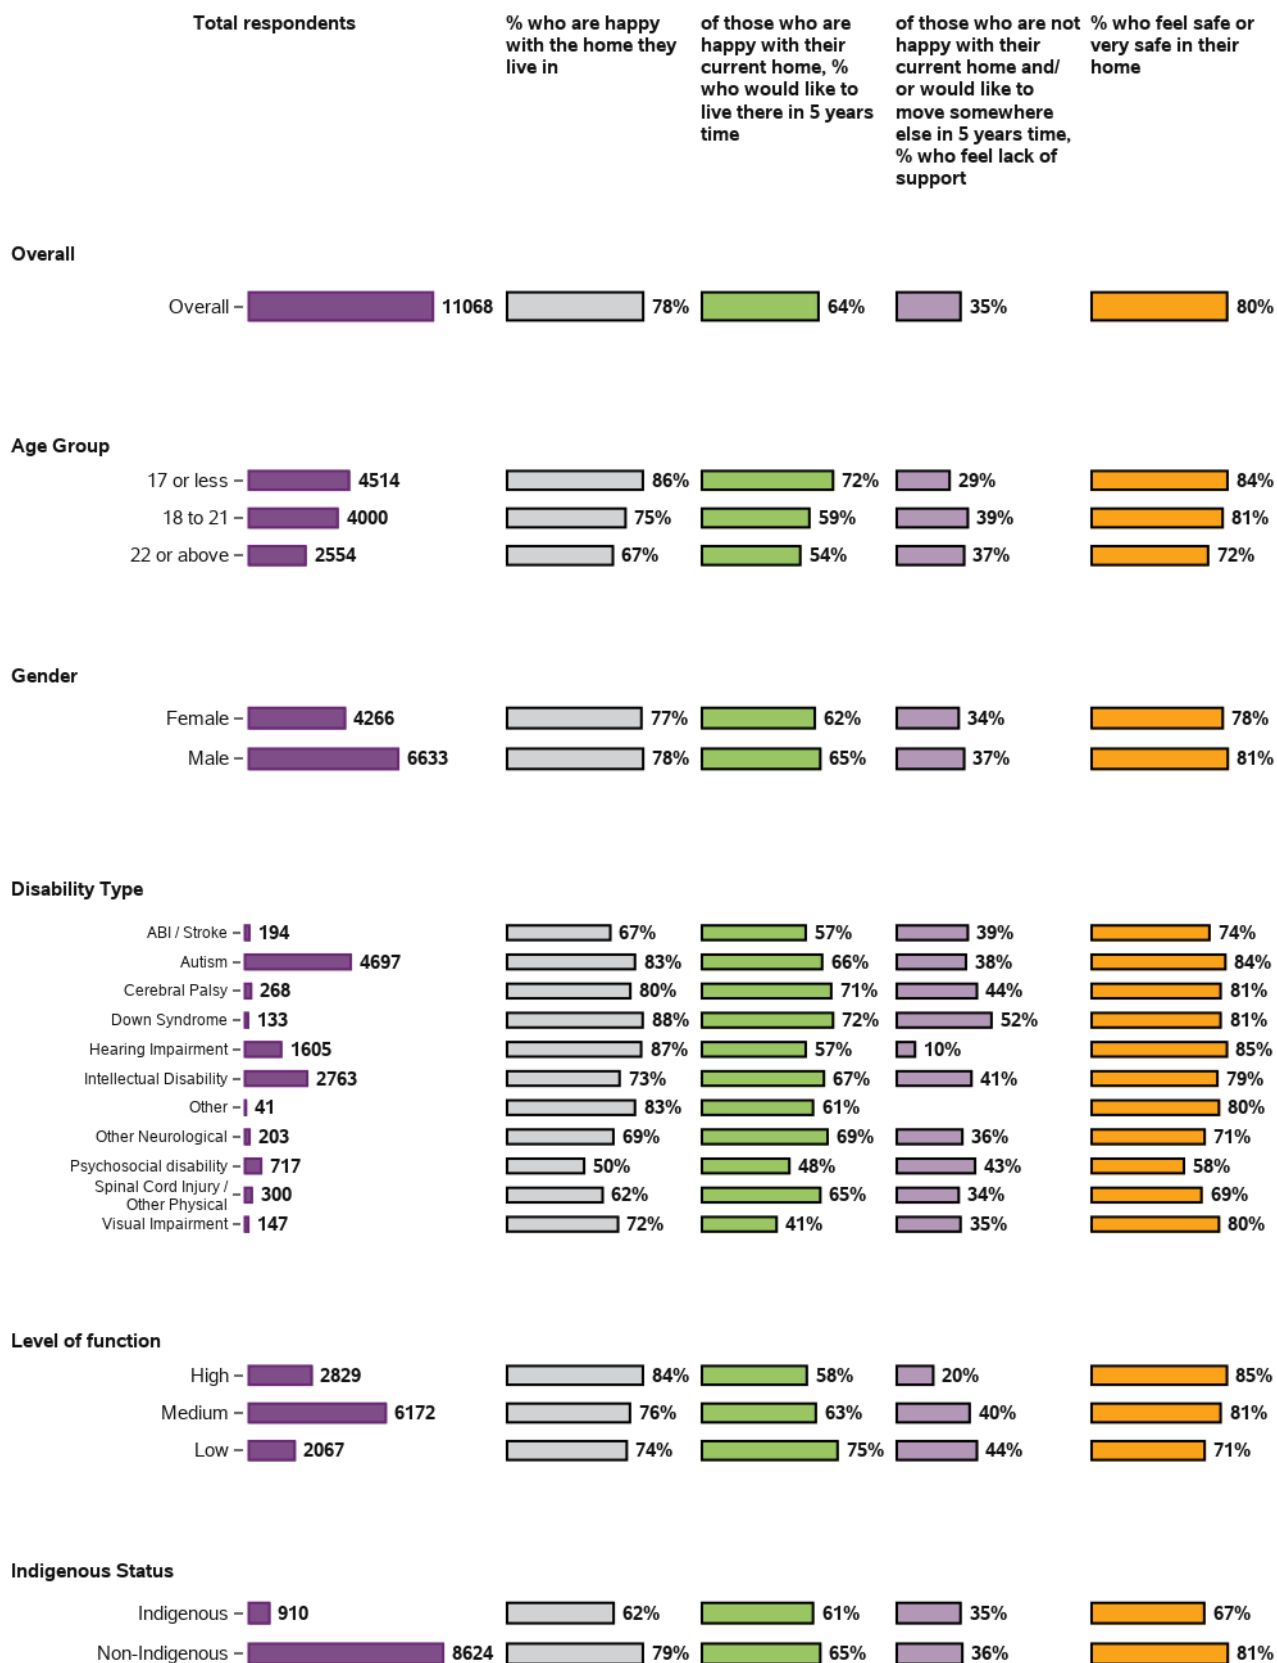 Total respondents
% who are happy
with the home they
live in
of those who are
happy with their
current home, %
who would like to
live there in 5 years
time
of those who are not
happy with their
current home and/
or would like to
move somewhere
else in 5 years time,
% who feel lack of
support
% who feel safe or
very safe in their
home
Overall
Overall 11068 78% 64% 35% 80%
Age Group
17 or less 4514 86% 72% 29% 84%
18 to 21 4000 75% 59% 39% 81%
22 or above 2554 67% 54% 37% 72%
Gender
Female 4266 77% 62% 34% 78%
Male 6633 78% 65% 37% 81%
Disability Type
ABI / Stroke 194 67% 57% 39% 74%
Autism 4697 83% 66% 38% 84%
Cerebral Palsy 268 80% 71% 44% 81%
Down Syndrome 133 88% 72% 52% 81%
Hearing Impairment 1605 87% 57% 10% 85%
Intellectual Disability 2763 73% 67% 41% 79%
Other 41 83% 61% 80%
Other Neurological 203 69% 69% 36% 71%
Psychosocial disability 717 50% 48% 43% 58%
Spinal Cord Injury /
Other Physical 300 62% 65% 34% 69%
Visual Impairment 147 72% 41% 35% 80%
Level of function
High 2829 84% 58% 20% 85%
Medium 6172 76% 63% 40% 81%
Low 2067 74% 75% 44% 71%
Indigenous Status
Indigenous 910 62% 61% 35% 67%
Non-Indigenous 8624 79% 65% 36% 81%